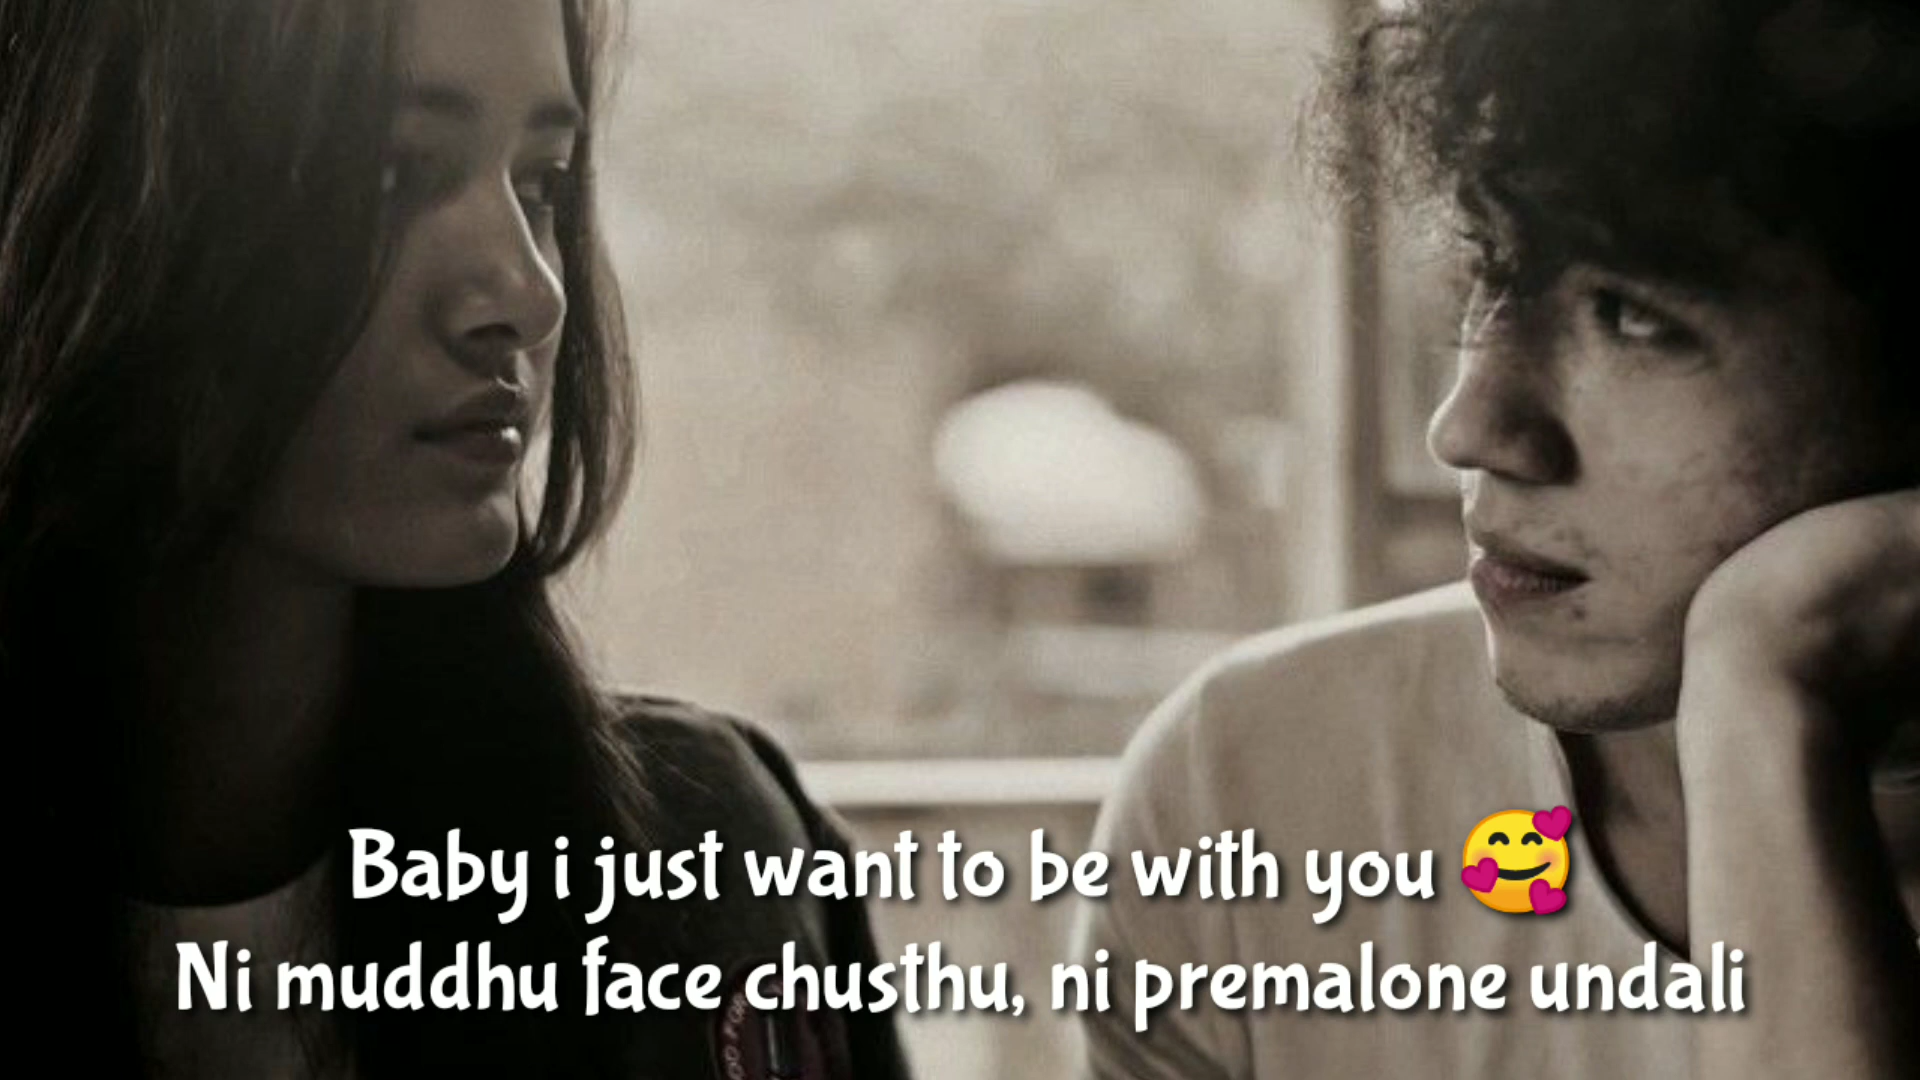 Baby i just want to be with you 🥰
Ni muddhu face chusthu, ni premalone undali